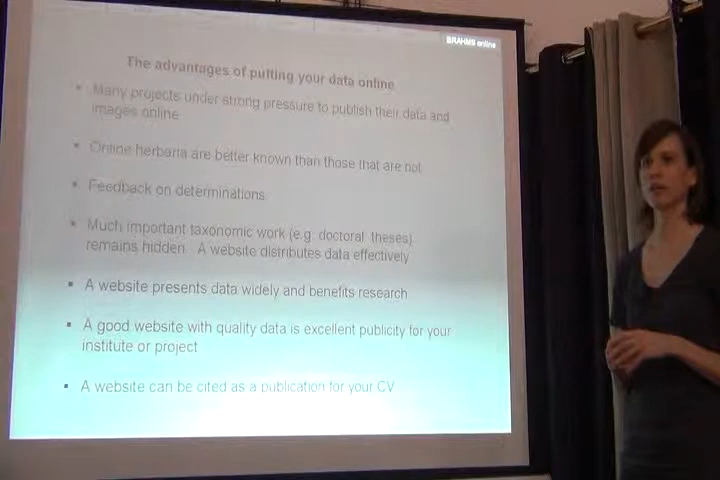 BRAHMS online
The advantages of putting your data online
▪ Many projects under strong pressure to publish their data and
images online
▪ Online herbaria are better known than those that are not
▪ Feedback on determinations.
▪ Much important taxonomic work (e.g. doctoral theses)
remains hidden. A website distributes data effectively
▪ A website presents data widely and benefits research
▪ A good website with quality data is excellent publicity for your
institute or project
▪ A website can be cited as a publication for your CV